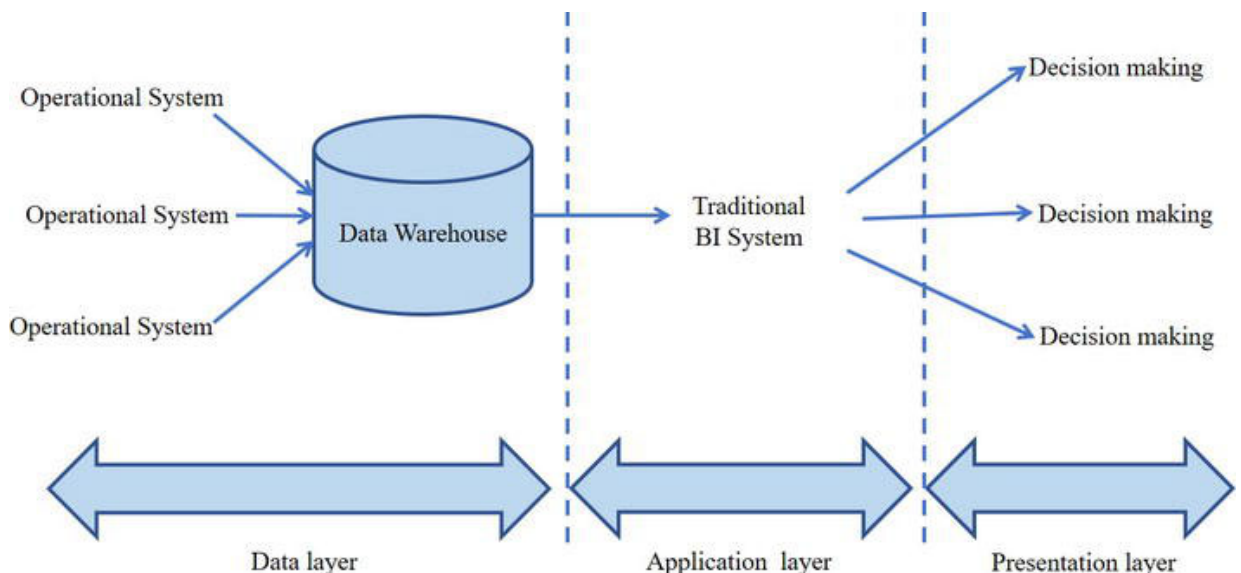 Operational System
Operational System
Operational System
Data Warehouse
Traditional
BI System
Decision making
Decision making
Decision making
Data layer
Application layer
Presentation layer